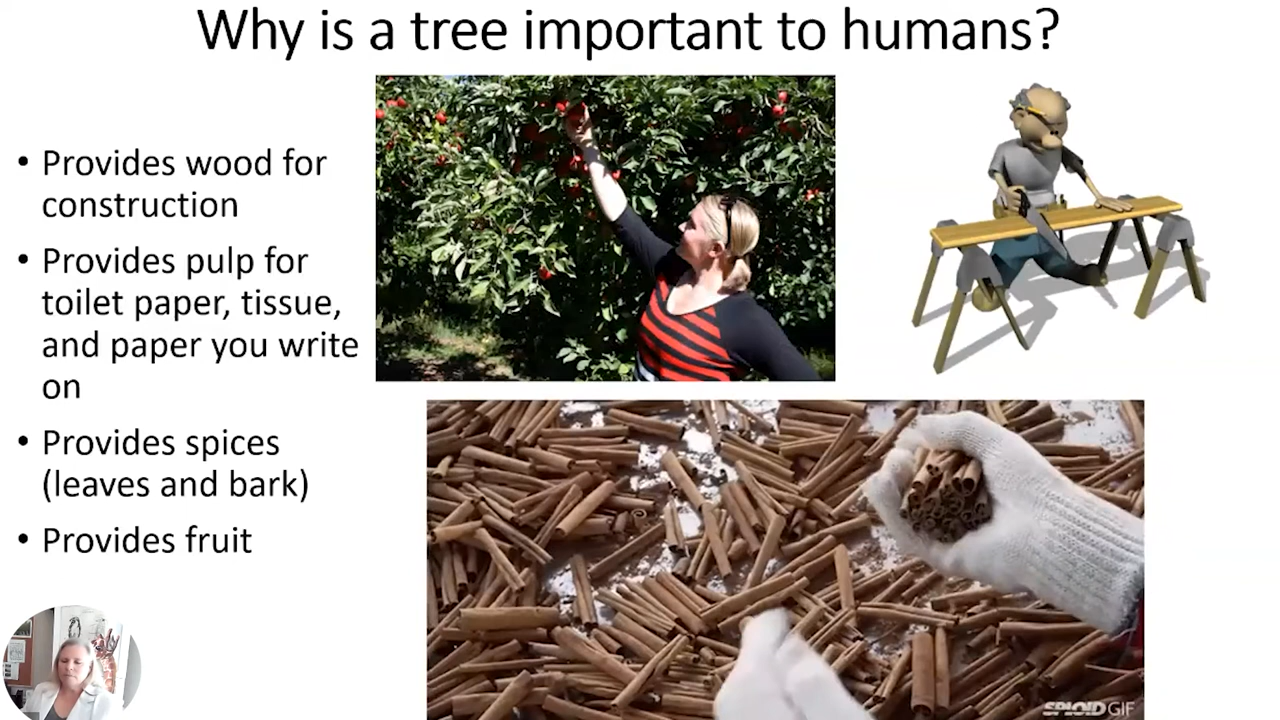 Why is a tree important to humans?
• Provides wood for
construction
• Provides pulp for
toilet paper, tissue,
and paper you write
on
• Provides spices
(leaves and bark)
• Provides fruit
SPLOID GIF